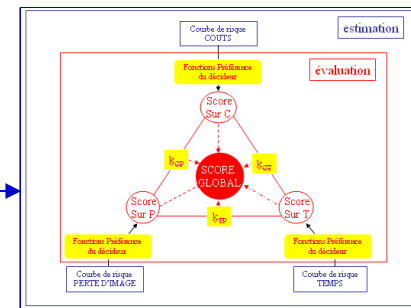 Courbe de risque
COUTS
estimation
Fonctions Préférence
du décideur
évaluation
Score
Sur C
SCORE
GLOBAL
Score
Sur P
Score
Sur T
Fonctions Préférence
du décideur
Fonctions Préférence
du décideur
Courbe de risque
PERTE D'IMAGE
Courbe de risque
TEMPS